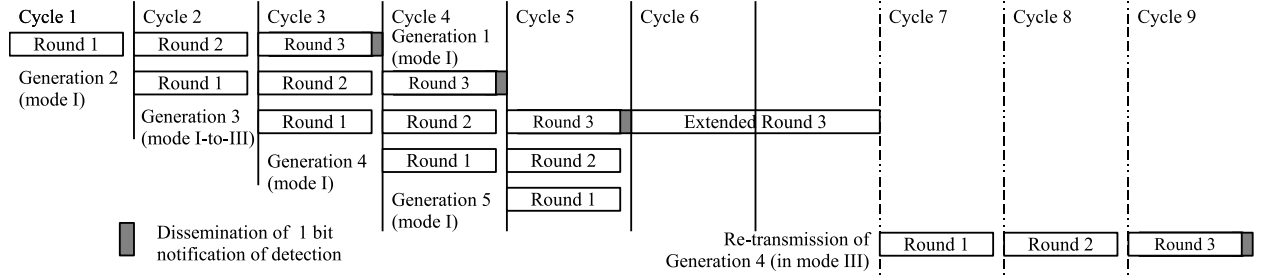 Cycle 1 Cycle 2 Cycle 3 Cycle 4 Cycle 5 Cycle 6 Cycle 7 Cycle 8 Cycle 9
Round 1 Round 2 Round 3 Generation 1
(mode I)
Generation 2
(mode I)
Round 1 Round 2 Round 3
Generation 3
(mode I-to-III)
Round 1 Round 2 Round 3 Extended Round 3
Generation 4
(mode I)
Round 1 Round 2
Generation 5
(mode I)
Round 1
Dissemination of 1 bit
notification of detection
Re-transmission of
Generation 4 (in mode III)
Round 1 Round 2 Round 3